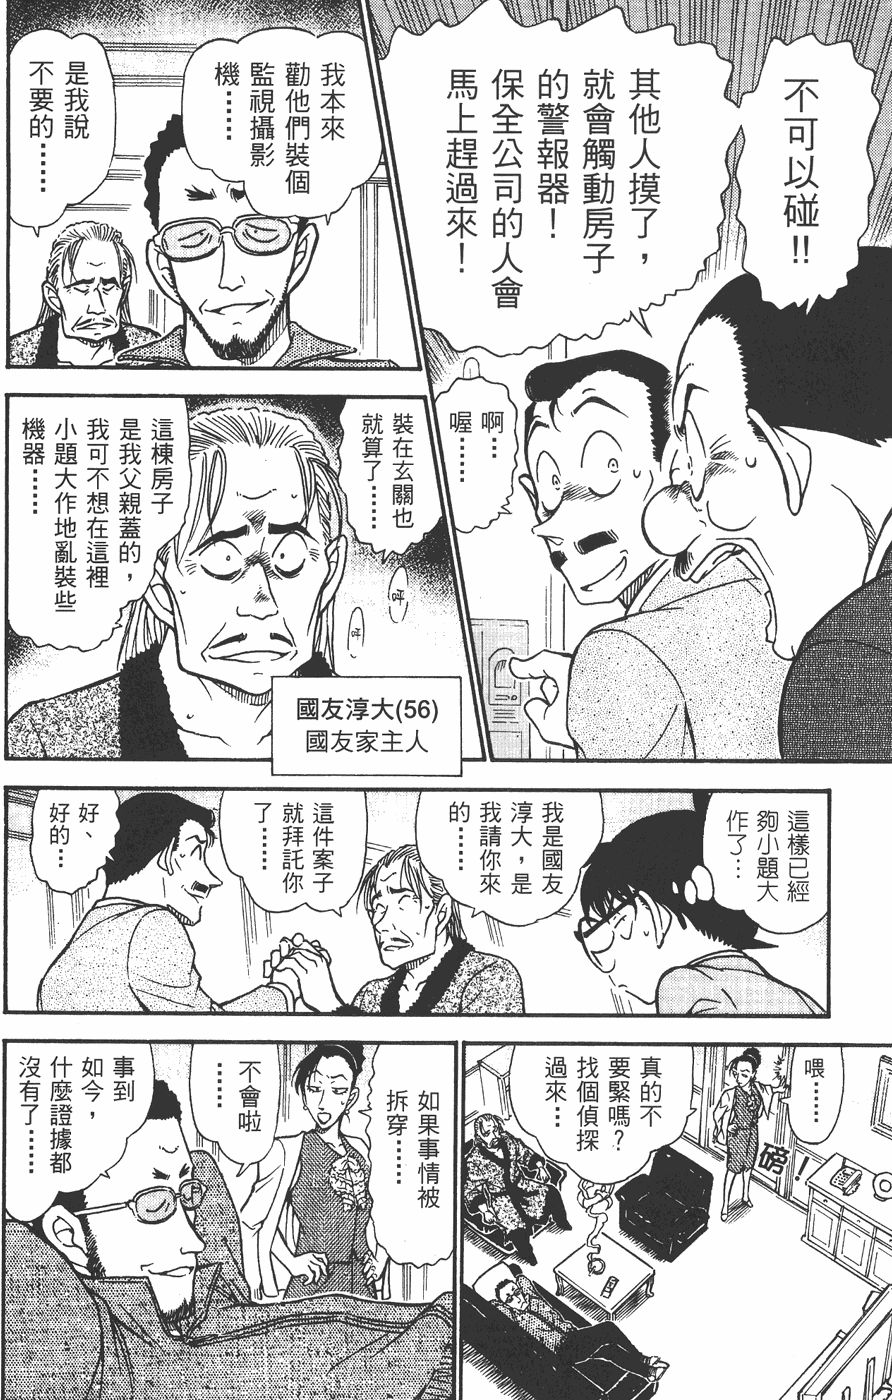 不可以碰!!
其他人摸了，
就會觸動房子
的警報器！
保全公司的人會
馬上趕過來！
啊…
喔……
我本來
勸他們裝個
監視攝影
機……
是我說
不要的……
裝在玄關也
就算了……
這棟房子
是我父親蓋的，
我可不想在這裡
小題大作地亂裝些
機器……
呼
呼
國友淳大(56)
國友家主人
這樣已經
夠小題大
作了…
我是國友
淳大，是
我請你來
的……
這件案子
就拜託你
了……
好、
好的…
喂……
磅！
真的不
要緊嗎？
找個偵探
過來…
如果事情被
拆穿……
不會啦
……
事到
如今，
什麼證據都
沒有了……